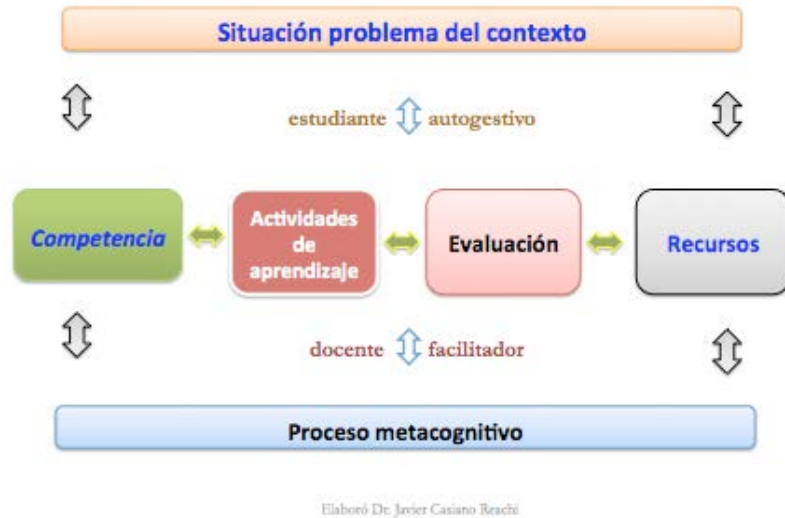 Situación problema del contexto
estudiante autogestivo
Competencia
Actividades
de
aprendizaje
Evaluación
Recursos
docente facilitador
Proceso metacognitivo
Elaboró Dr. Javier Casiano Reachi